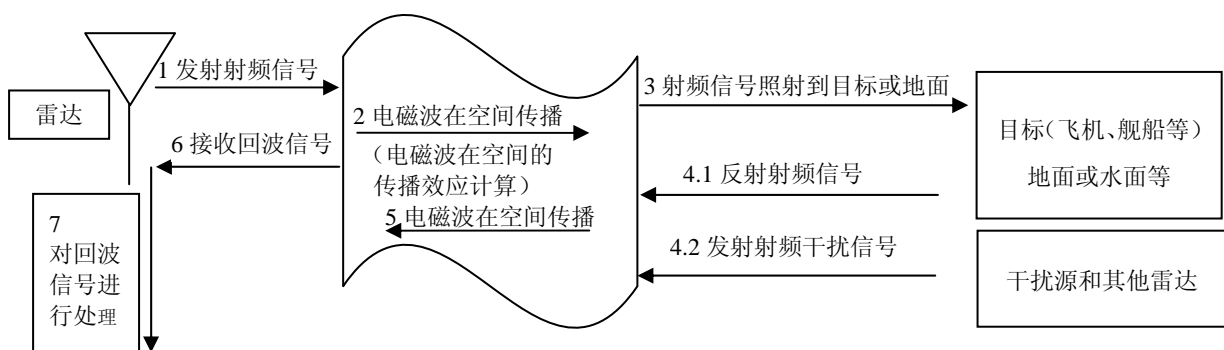 1 发射射频信号
雷达
6 接收回波信号
7
对回波
信号进
行处理
2 电磁波在空间传播
（电磁波在空间的
传播效应计算）
5 电磁波在空间传播
3 射频信号照射到目标或地面
4.1 反射射频信号
4.2 发射射频干扰信号
目标（飞机、舰船等）
地面或水面等
干扰源和其他雷达